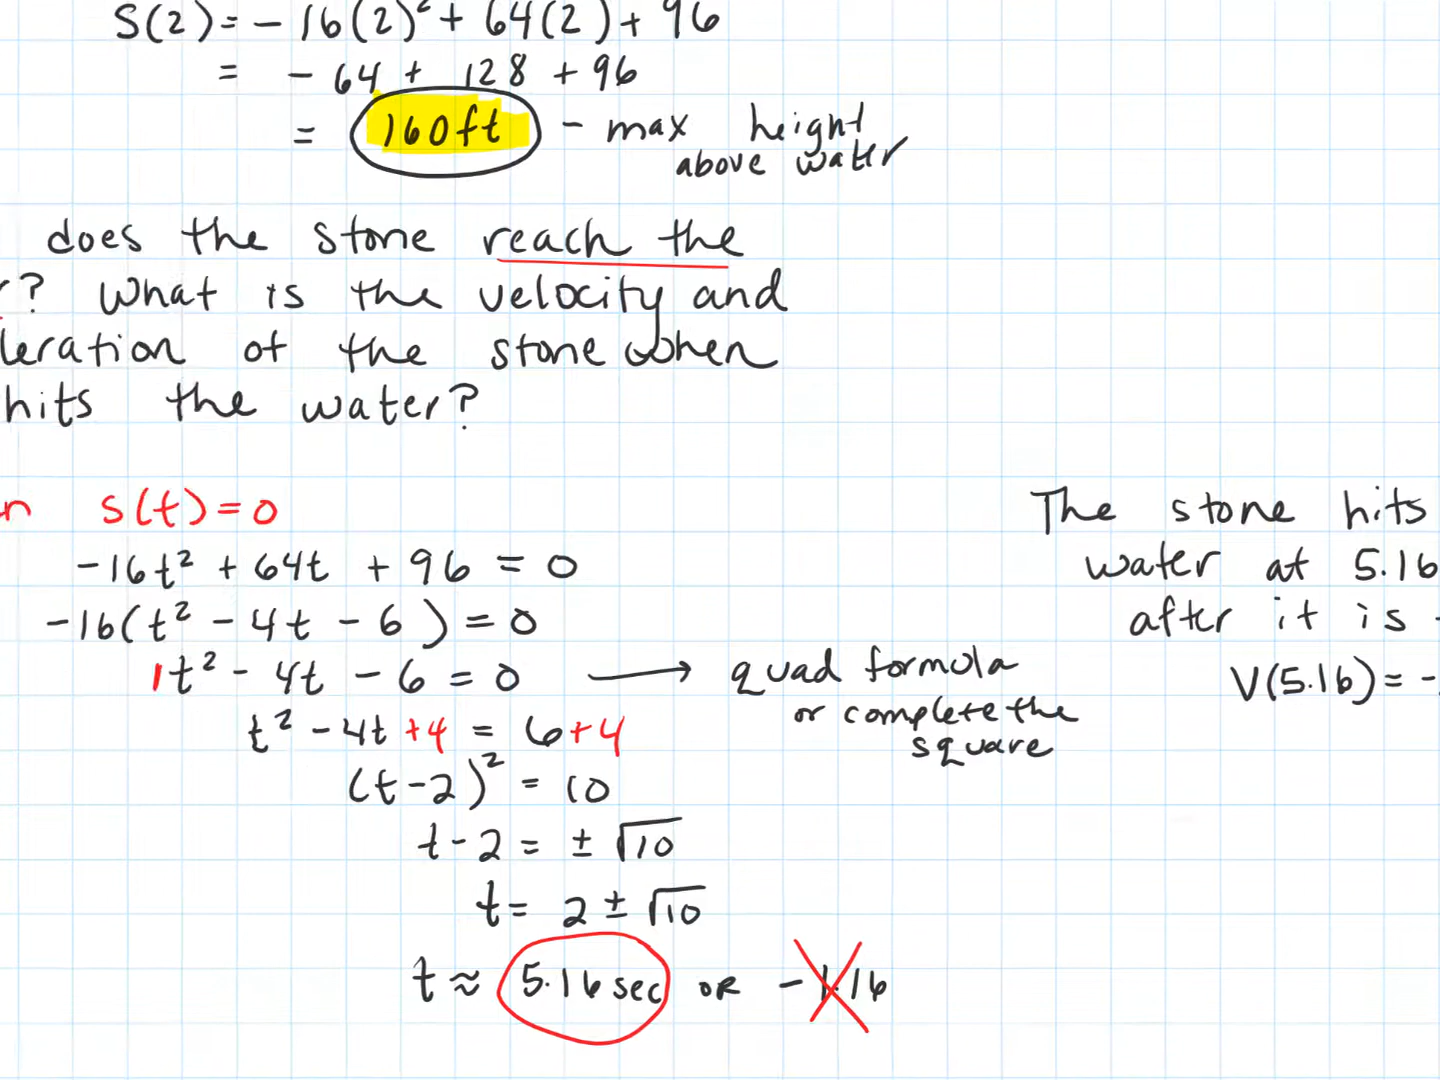 S(2) = - 16(2)² + 64(2) + 96
= - 64 + 128 + 96
= 160ft - max height
above water
does the stone reach the
r? What is the velocity and
leration of the stone when
hits the water?
n s(t) = 0
-16t² + 64t + 96 = 0
-16(t² - 4t - 6) = 0
1t² - 4t - 6 = 0 → quad formula
or complete the
square
t² - 4t + 4 = 6 + 4
(t - 2)² = 10
t - 2 = ± √10
t = 2 ± √10
t ≈ 5.16 sec OR - 1.16
The stone hits
water at 5.16
after it is
V(5.16) = -